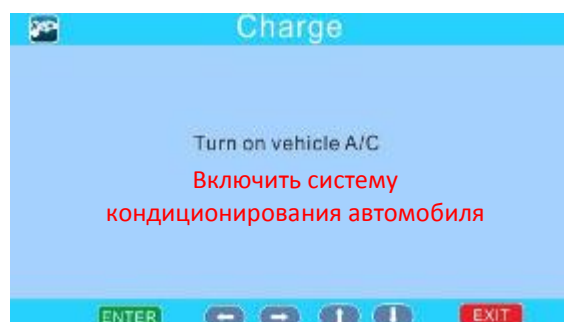 Charge
Turn on vehicle A/C
Включить систему
кондиционирования автомобиля
ENTER
EXIT